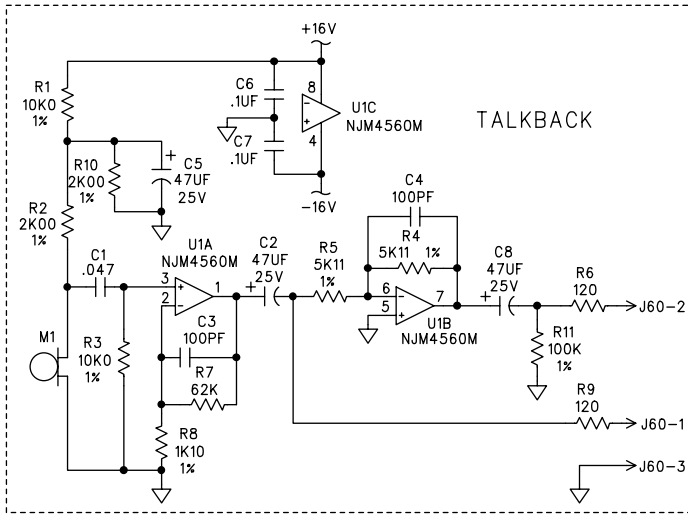 +16V
R1
10K0
1%
C6
.1UF
8
U1C
NJM4560M
-
+
4
C7
.1UF
-16V
TALKBACK
R10
2K00
1%
+
C5
47UF
25V
R2
2K00
1%
C1
.047
U1A
NJM4560M
3
+
2
-
1
C2
47UF
25V
+
R5
5K11
1%
C4
100PF
R4
5K11 1%
6
-
5
+
7
U1B
NJM4560M
C8
47UF
25V
+
R6
120
J60-2
R11
100K
1%
M1
R3
10K0
1%
C3
100PF
R7
62K
R8
1K10
1%
R9
120
J60-1
J60-3